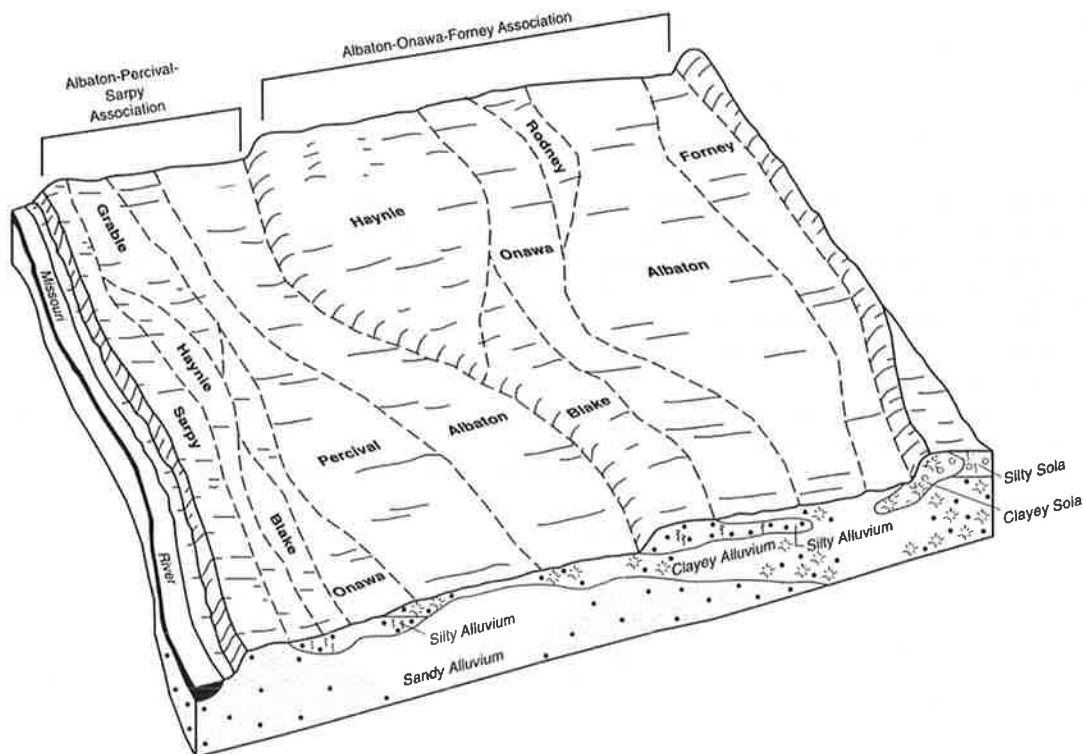 Albaton-Onawa-Forney Association
Albaton-Percival-
Sarpy
Association
Rodney
Forney
Grable
Haynie
Onawa
Albaton
Missouri
Haynie
Sarpy
Percival
Albaton
Blake
Blake
Onawa
River
Silty Sola
Clayey Sola
Silty Alluvium
Clayey Alluvium
Silty Alluvium
Sandy Alluvium